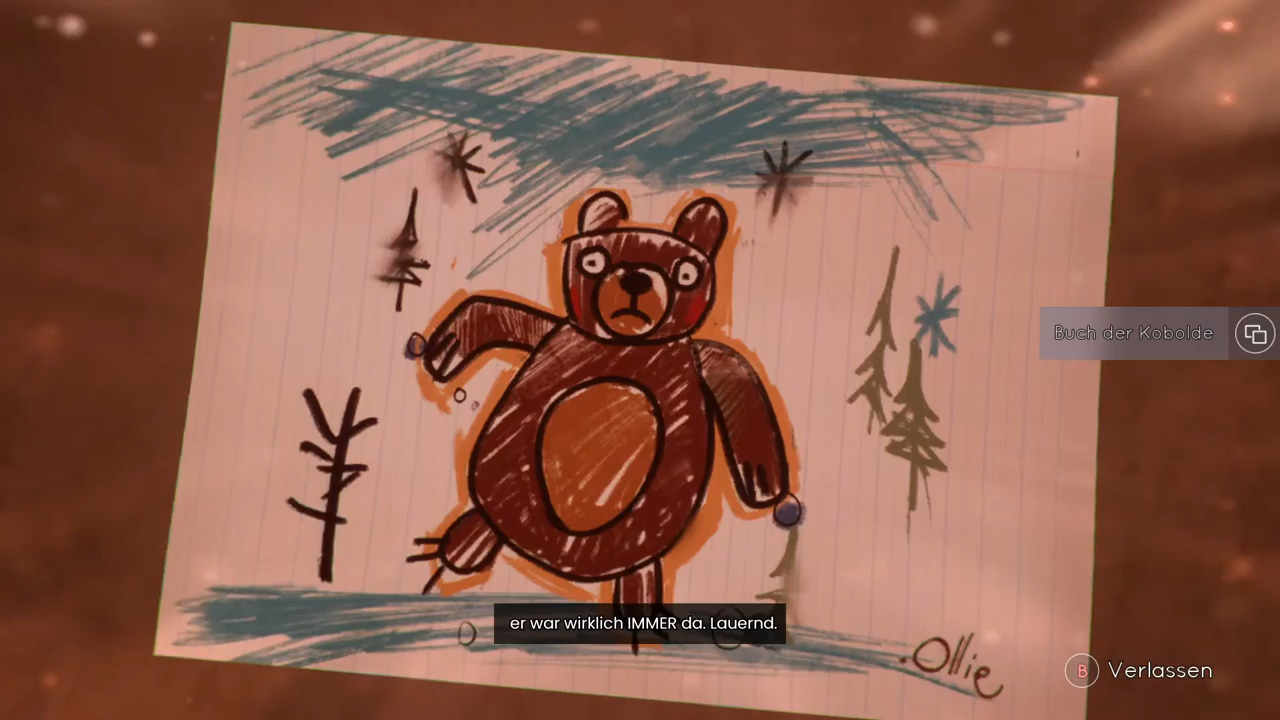 Buch der Kobolde
er war wirklich IMMER da. Lauernd.
Ollie
B Verlassen